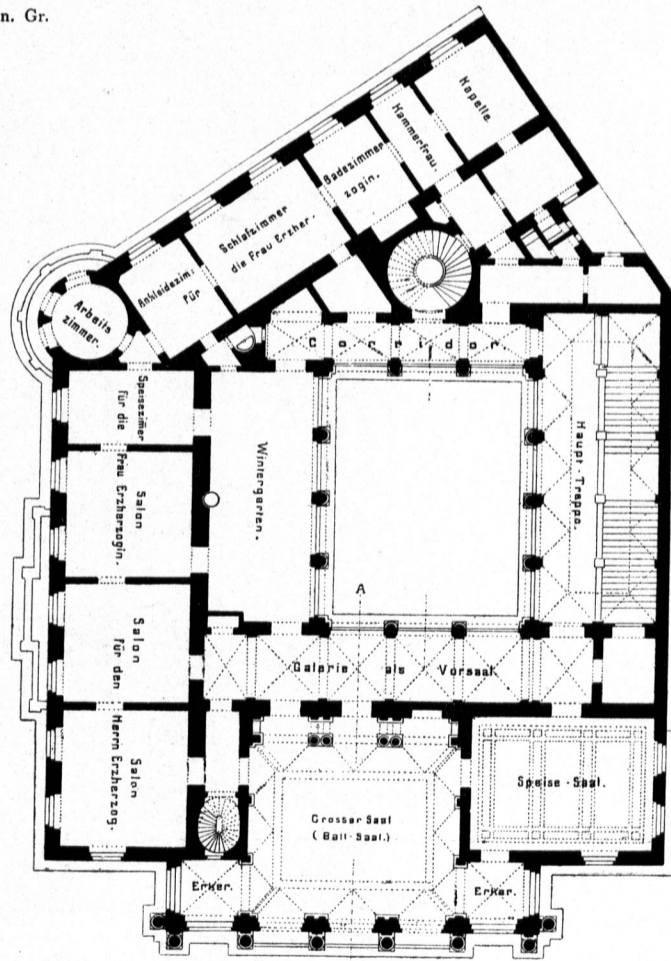 n. Gr.
Kapelle.
Kammerfrau
Badezimmer
zogin.
Schlafzimmer
die Frau Erzher-
Ankleidezim:
für
Arbeits
zimmer.
Corridor
Speisezimer
für die
Salon
Frau Erzherzogin.
Wintergarten.
Haupt-Treppe.
A
Salon
für den
Galerie als Vorsaal
Salon
Herrn Erzherzog.
Grosser Saal
(Ball-Saal.)
Speise-Saal.
Erker.
Erker.